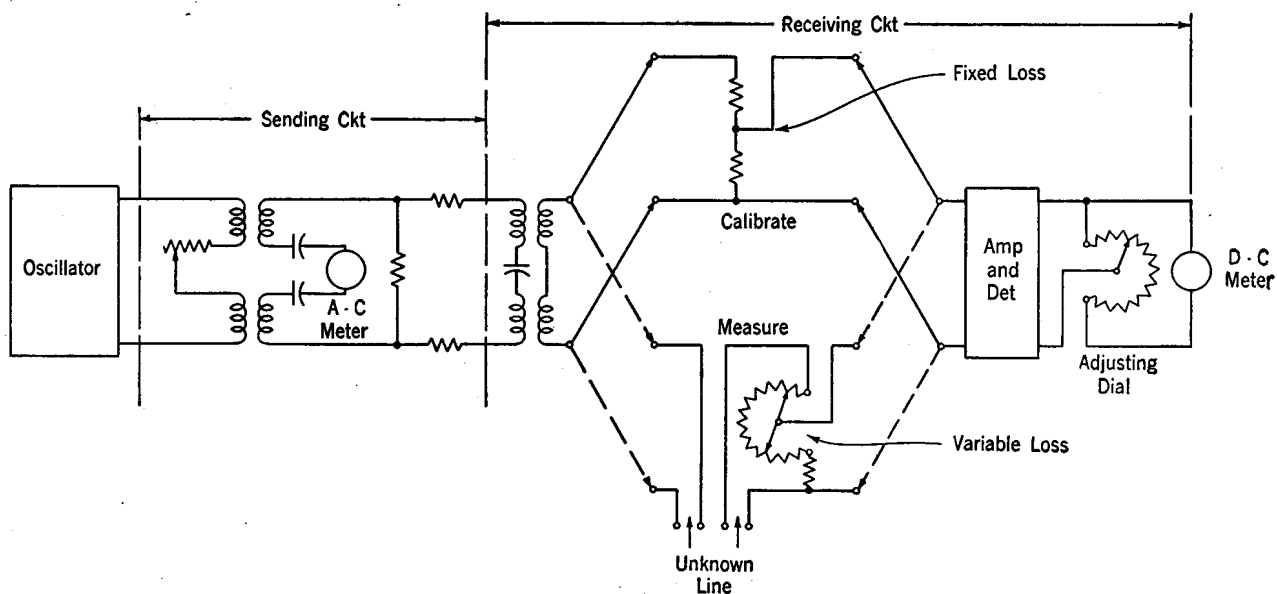 Receiving Ckt
Fixed Loss
Sending Ckt
Oscillator
A - C
Meter
Calibrate
Amp
and
Det
D - C
Meter
Adjusting
Dial
Measure
Variable Loss
Unknown
Line